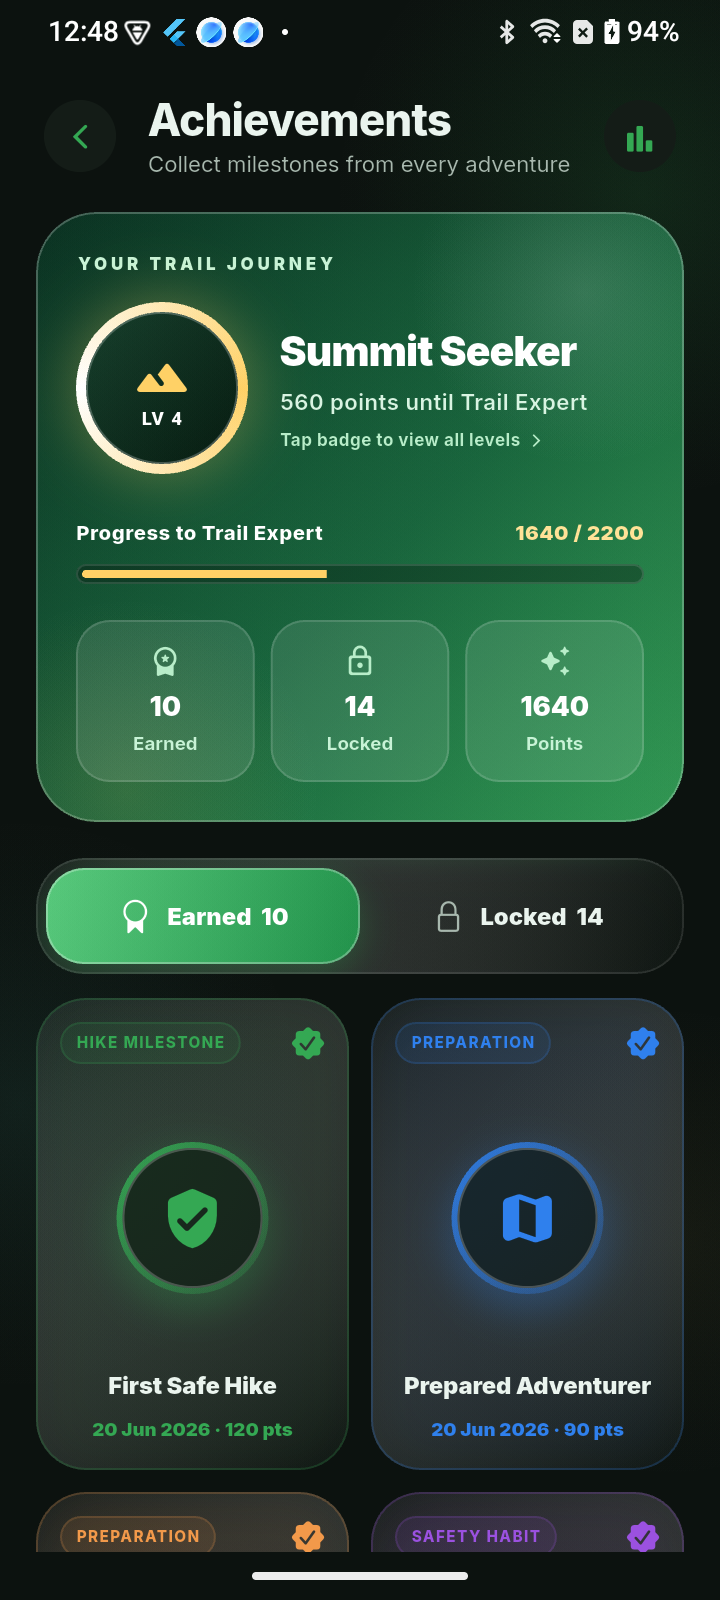 12:48
94%
Achievements
Collect milestones from every adventure
YOUR TRAIL JOURNEY
LV 4
Summit Seeker
560 points until Trail Expert
Tap badge to view all levels
Progress to Trail Expert
1640 / 2200
10
Earned
14
Locked
1640
Points
Earned 10
Locked 14
HIKE MILESTONE
First Safe Hike
20 Jun 2026 · 120 pts
PREPARATION
Prepared Adventurer
20 Jun 2026 · 90 pts
PREPARATION
SAFETY HABIT